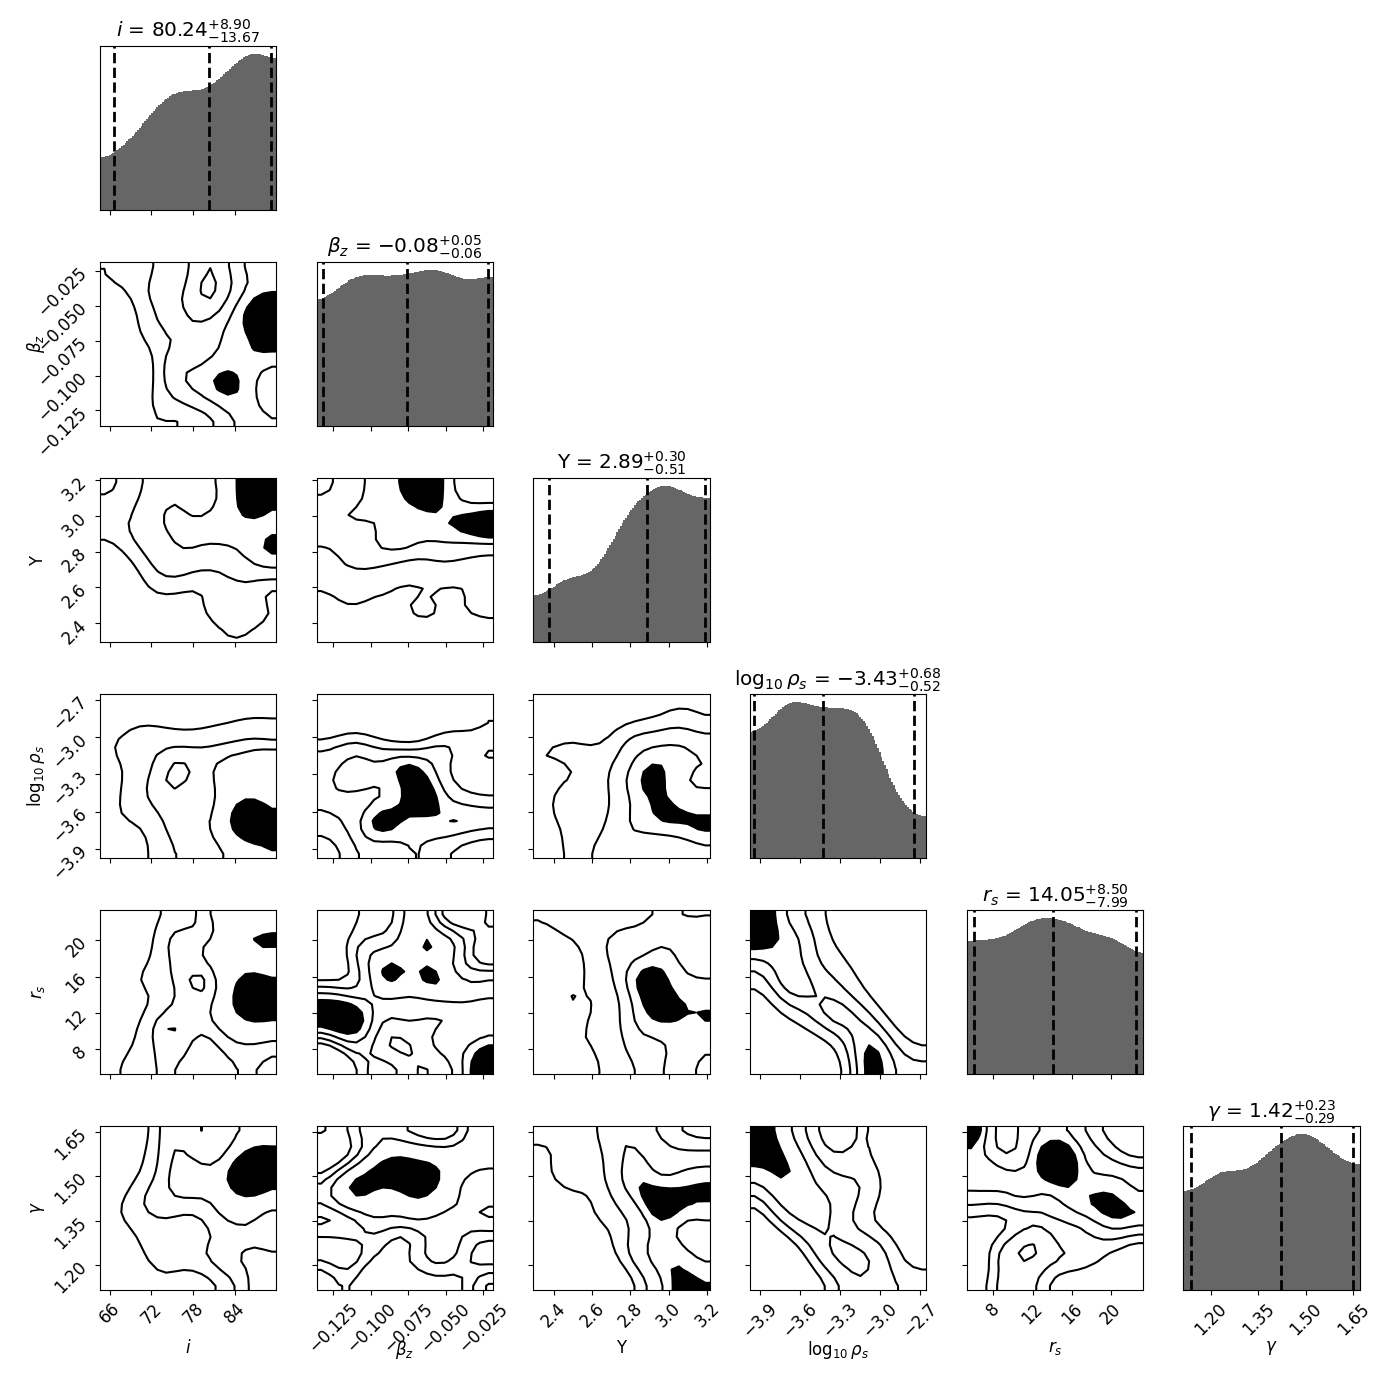 i = 80.24 +8.90 −13.67
β_z = −0.08 +0.05 −0.06
−0.025
−0.050
−0.075
−0.100
−0.125
β_z
Y = 2.89 +0.30 −0.51
3.2
3.0
2.8
2.6
2.4
Y
log₁₀ ρ_s = −3.43 +0.68 −0.52
−2.7
−3.0
−3.3
−3.6
−3.9
log₁₀ ρ_s
r_s = 14.05 +8.50 −7.99
20
16
12
8
r_s
γ = 1.42 +0.23 −0.29
1.65
1.50
1.35
1.20
γ
66 72 78 84
i
−0.125 −0.100 −0.075 −0.050 −0.025
β_z
2.4 2.6 2.8 3.0 3.2
Y
−3.9 −3.6 −3.3 −3.0 −2.7
log₁₀ ρ_s
8 12 16 20
r_s
1.20 1.35 1.50 1.65
γ